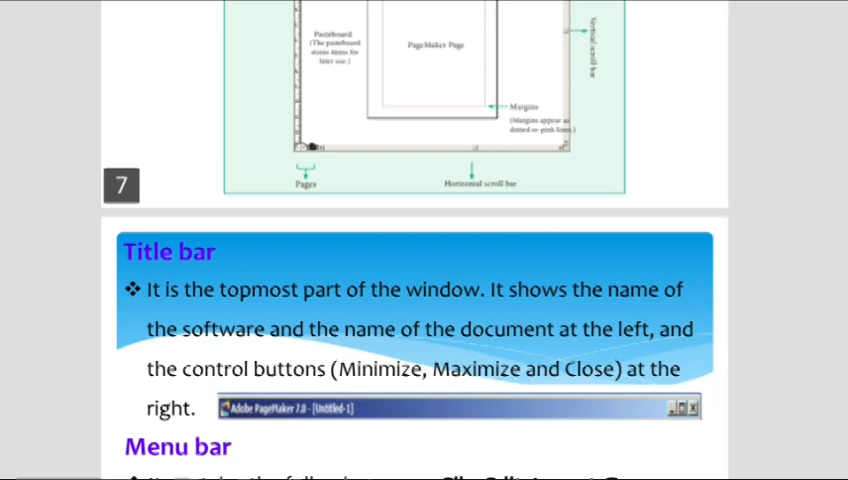 Pasteboard
(The pasteboard
stores items for
later use.)
PageMaker Page
Vertical scroll bar
Margins
(Margins appear as
dotted or pink lines.)
Pages
Horizontal scroll bar
7
Title bar
❖ It is the topmost part of the window. It shows the name of
the software and the name of the document at the left, and
the control buttons (Minimize, Maximize and Close) at the
right.
Adobe PageMaker 7.0 - [Untitled-1]
Menu bar